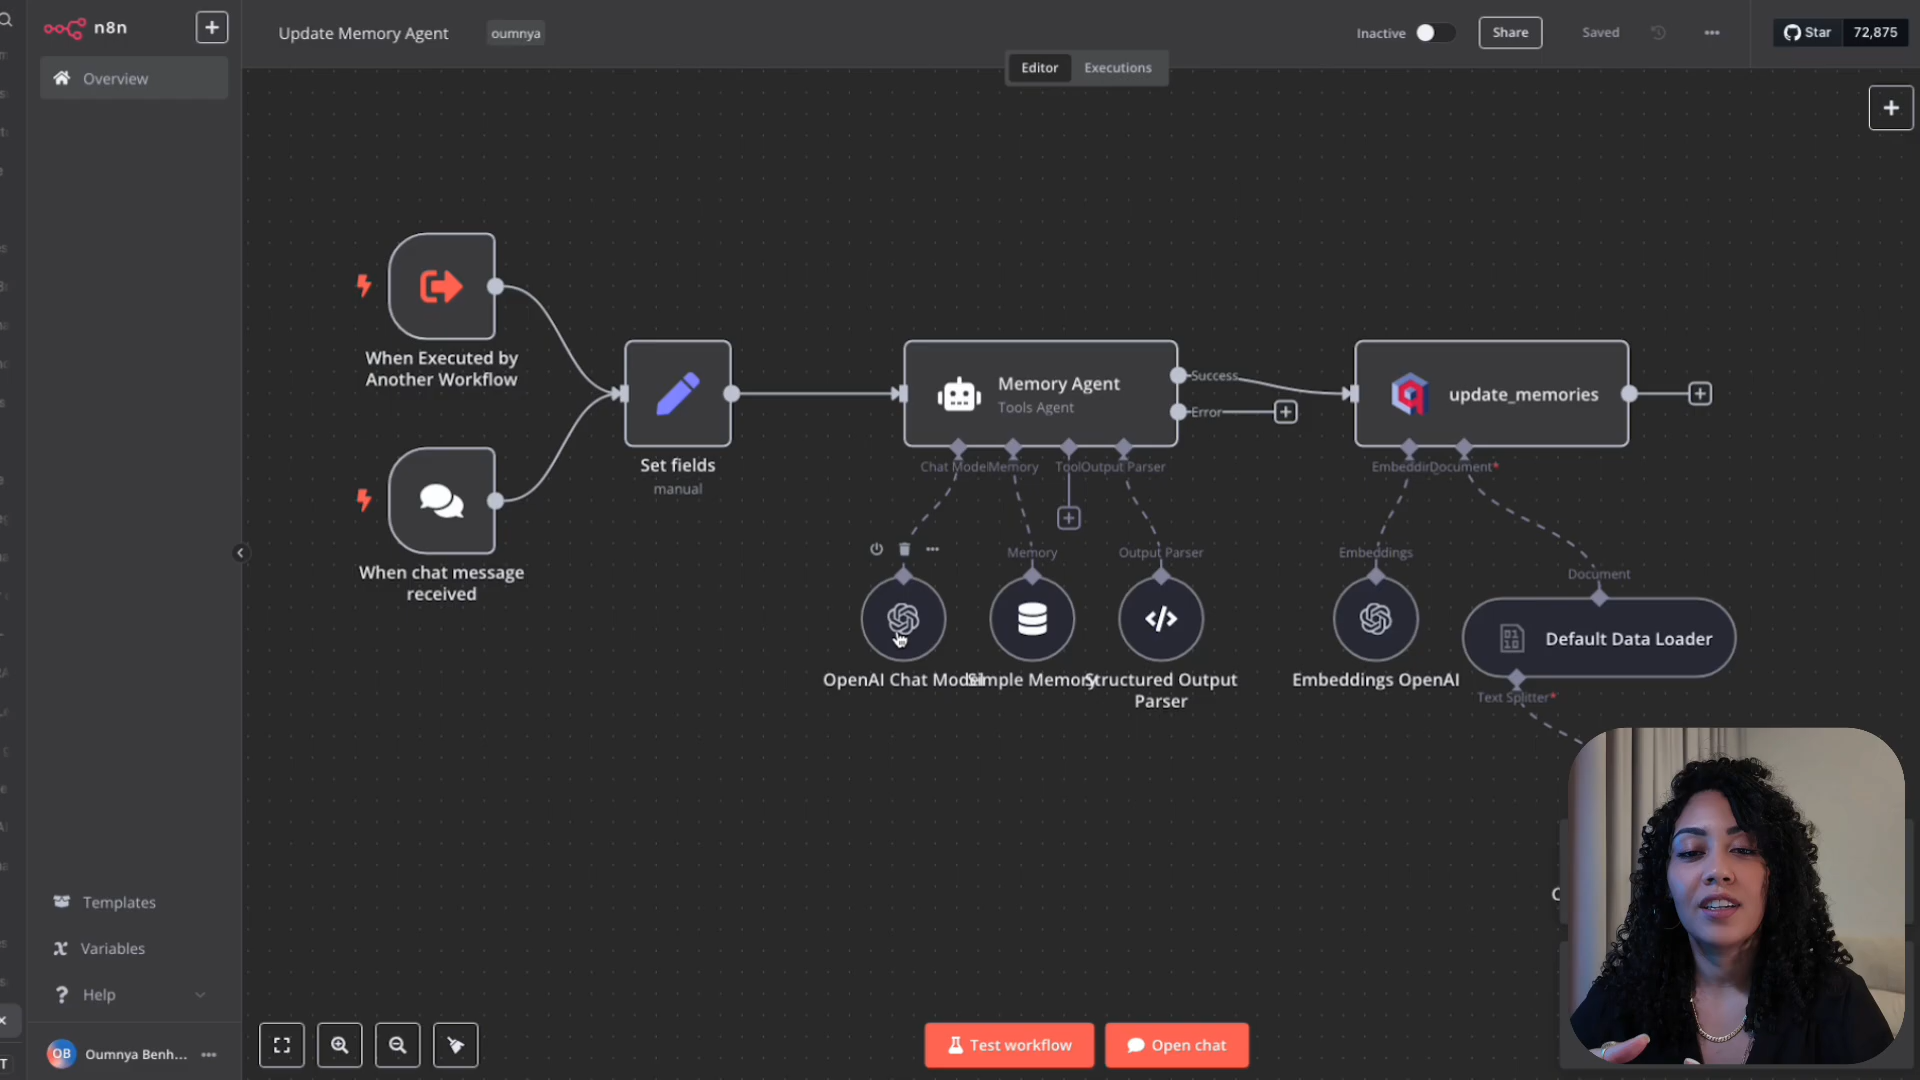 n8n
Update Memory Agent
oumnya
Inactive
Share
Saved
Star
72,875
Editor
Executions
Overview
When Executed by
Another Workflow
Set fields
manual
When chat message
received
Memory Agent
Tools Agent
Success
Error
Chat Model
Memory
Tool
Output Parser
update_memories
Embedding
Document*
Memory
Output Parser
Embeddings
Document
OpenAI Chat Model
Simple Memory
Structured Output
Parser
Embeddings OpenAI
Default Data Loader
Text Splitter*
Templates
Variables
Help
OB
Oumnya Benh...
Test workflow
Open chat